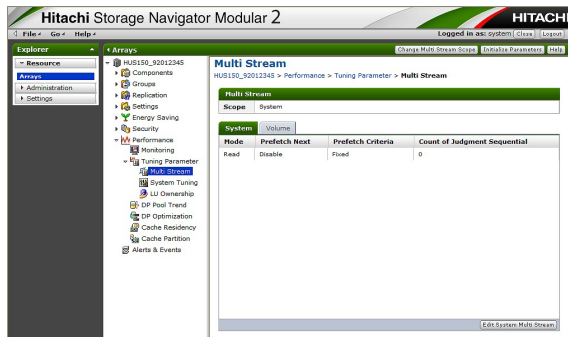 Hitachi Storage Navigator Modular 2
HITACHI
File Go Help
Logged in as: system Close Logout
Explorer
Resource
Arrays
Administration
Settings
Arrays
Change Multi Stream Scope Initialize Parameters Help
HUS150_92012345
Components
Groups
Replication
Settings
Energy Saving
Security
Performance
Monitoring
Tuning Parameter
Multi Stream
System Tuning
LU Ownership
DP Pool Trend
DP Optimization
Cache Residency
Cache Partition
Alerts & Events
Multi Stream
HUS150_92012345 > Performance > Tuning Parameter > Multi Stream
Multi Stream
Scope System
System Volume
Mode Prefetch Next Prefetch Criteria Count of Judgment Sequential
Read Disable Fixed 0
Edit System Multi Stream